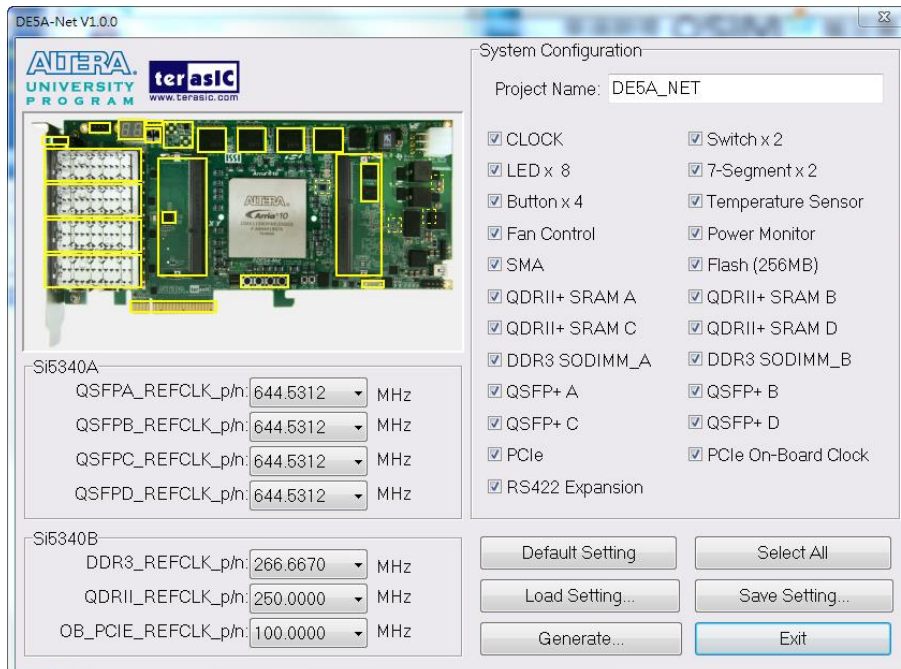 DE5A-Net V1.0.0
ALTERA.
UNIVERSITY
PROGRAM
terasIC
www.terasic.com
ISSI
ALTERA
Arria 10
Si5340A
QSFPA_REFCLK_p/n: 644.5312 MHz
QSFPB_REFCLK_p/n: 644.5312 MHz
QSFPC_REFCLK_p/n: 644.5312 MHz
QSFPD_REFCLK_p/n: 644.5312 MHz
Si5340B
DDR3_REFCLK_p/n: 266.6670 MHz
QDRII_REFCLK_p/n: 250.0000 MHz
OB_PCIE_REFCLK_p/n: 100.0000 MHz
System Configuration
Project Name: DE5A_NET
CLOCK
Switch x 2
LED x 8
7-Segment x 2
Button x 4
Temperature Sensor
Fan Control
Power Monitor
SMA
Flash (256MB)
QDRII+ SRAM A
QDRII+ SRAM B
QDRII+ SRAM C
QDRII+ SRAM D
DDR3 SODIMM_A
DDR3 SODIMM_B
QSFP+ A
QSFP+ B
QSFP+ C
QSFP+ D
PCIe
PCIe On-Board Clock
RS422 Expansion
Default Setting
Select All
Load Setting...
Save Setting...
Generate...
Exit